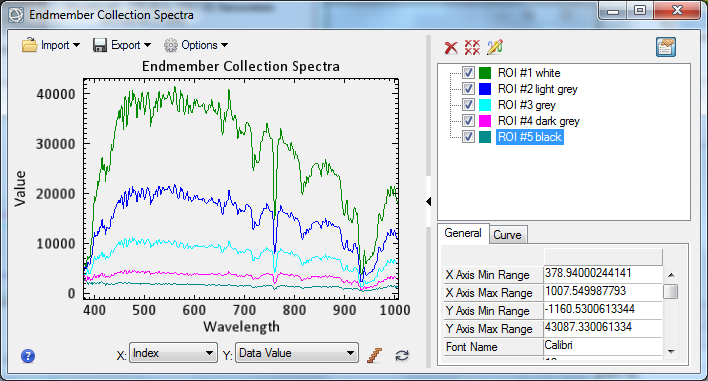 Endmember Collection Spectra
Import Export Options
Endmember Collection Spectra
Value
40000
30000
20000
10000
0
400 500 600 700 800 900 1000
Wavelength
X: Index Y: Data Value
ROI #1 white
ROI #2 light grey
ROI #3 grey
ROI #4 dark grey
ROI #5 black
General Curve
X Axis Min Range 378.94000244141
X Axis Max Range 1007.549987793
Y Axis Min Range -1160.5300613344
Y Axis Max Range 43087.330061334
Font Name Calibri